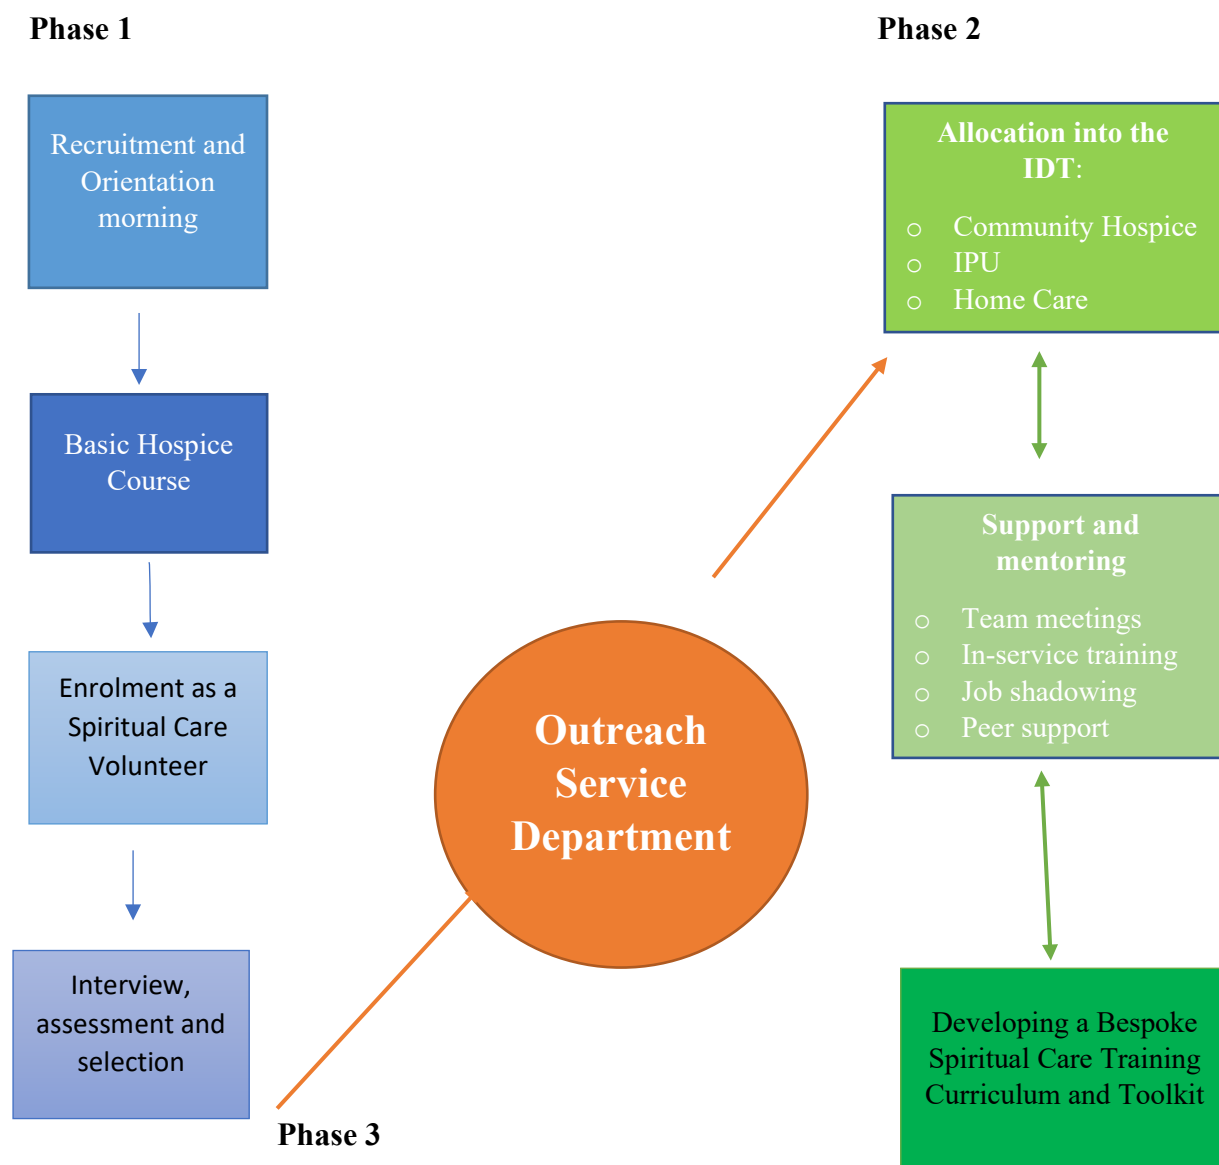 Phase 1
Recruitment and
Orientation
morning
Basic Hospice
Course
Enrolment as a
Spiritual Care
Volunteer
Interview,
assessment and
selection
Phase 3
Outreach
Service
Department
Phase 2
Allocation into the
IDT:
o Community Hospice
o IPU
o Home Care
Support and
mentoring
o Team meetings
o In-service training
o Job shadowing
o Peer support
Developing a Bespoke
Spiritual Care Training
Curriculum and Toolkit